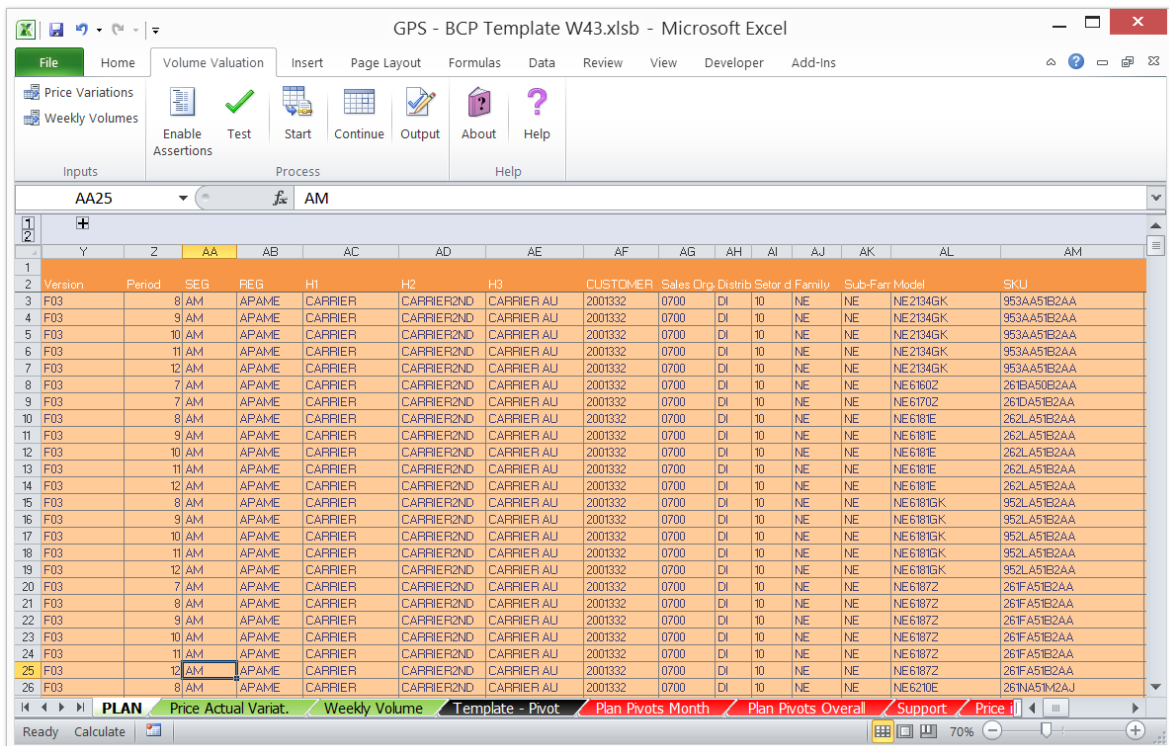 GPS - BCP Template W43.xlsb - Microsoft Excel
File Home Volume Valuation Insert Page Layout Formulas Data Review View Developer Add-Ins
Price Variations
Weekly Volumes
Enable Assertions Test Start Continue Output About Help
Inputs Process Help
AA25 fx AM
1
2
Y Z AA AB AC AD AE AF AG AH AI AJ AK AL AM
1
2 Version Period SEG REG H1 H2 H3 CUSTOMER Sales Org. Distrib Setor d Family Sub-Fam Model SKU
3 F03 8 AM APAME CARRIER CARRIER2ND CARRIER AU 2001332 0700 DI 10 NE NE NE2134GK 953AA51B2AA
4 F03 9 AM APAME CARRIER CARRIER2ND CARRIER AU 2001332 0700 DI 10 NE NE NE2134GK 953AA51B2AA
5 F03 10 AM APAME CARRIER CARRIER2ND CARRIER AU 2001332 0700 DI 10 NE NE NE2134GK 953AA51B2AA
6 F03 11 AM APAME CARRIER CARRIER2ND CARRIER AU 2001332 0700 DI 10 NE NE NE2134GK 953AA51B2AA
7 F03 12 AM APAME CARRIER CARRIER2ND CARRIER AU 2001332 0700 DI 10 NE NE NE2134GK 953AA51B2AA
8 F03 7 AM APAME CARRIER CARRIER2ND CARRIER AU 2001332 0700 DI 10 NE NE NE6160Z 261BA50B2AA
9 F03 7 AM APAME CARRIER CARRIER2ND CARRIER AU 2001332 0700 DI 10 NE NE NE6170Z 261DA51B2AA
10 F03 8 AM APAME CARRIER CARRIER2ND CARRIER AU 2001332 0700 DI 10 NE NE NE6181E 262LA51B2AA
11 F03 9 AM APAME CARRIER CARRIER2ND CARRIER AU 2001332 0700 DI 10 NE NE NE6181E 262LA51B2AA
12 F03 10 AM APAME CARRIER CARRIER2ND CARRIER AU 2001332 0700 DI 10 NE NE NE6181E 262LA51B2AA
13 F03 11 AM APAME CARRIER CARRIER2ND CARRIER AU 2001332 0700 DI 10 NE NE NE6181E 262LA51B2AA
14 F03 12 AM APAME CARRIER CARRIER2ND CARRIER AU 2001332 0700 DI 10 NE NE NE6181E 262LA51B2AA
15 F03 8 AM APAME CARRIER CARRIER2ND CARRIER AU 2001332 0700 DI 10 NE NE NE6181GK 952LA51B2AA
16 F03 9 AM APAME CARRIER CARRIER2ND CARRIER AU 2001332 0700 DI 10 NE NE NE6181GK 952LA51B2AA
17 F03 10 AM APAME CARRIER CARRIER2ND CARRIER AU 2001332 0700 DI 10 NE NE NE6181GK 952LA51B2AA
18 F03 11 AM APAME CARRIER CARRIER2ND CARRIER AU 2001332 0700 DI 10 NE NE NE6181GK 952LA51B2AA
19 F03 12 AM APAME CARRIER CARRIER2ND CARRIER AU 2001332 0700 DI 10 NE NE NE6181GK 952LA51B2AA
20 F03 7 AM APAME CARRIER CARRIER2ND CARRIER AU 2001332 0700 DI 10 NE NE NE6187Z 261FA51B2AA
21 F03 8 AM APAME CARRIER CARRIER2ND CARRIER AU 2001332 0700 DI 10 NE NE NE6187Z 261FA51B2AA
22 F03 9 AM APAME CARRIER CARRIER2ND CARRIER AU 2001332 0700 DI 10 NE NE NE6187Z 261FA51B2AA
23 F03 10 AM APAME CARRIER CARRIER2ND CARRIER AU 2001332 0700 DI 10 NE NE NE6187Z 261FA51B2AA
24 F03 11 AM APAME CARRIER CARRIER2ND CARRIER AU 2001332 0700 DI 10 NE NE NE6187Z 261FA51B2AA
25 F03 12 AM APAME CARRIER CARRIER2ND CARRIER AU 2001332 0700 DI 10 NE NE NE6187Z 261FA51B2AA
26 F03 8 AM APAME CARRIER CARRIER2ND CARRIER AU 2001332 0700 DI 10 NE NE NE6210E 261NA51M2AJ
PLAN Price Actual Variat. Weekly Volume Template - Pivot Plan Pivots Month Plan Pivots Overall Support Price i
Ready Calculate 70%